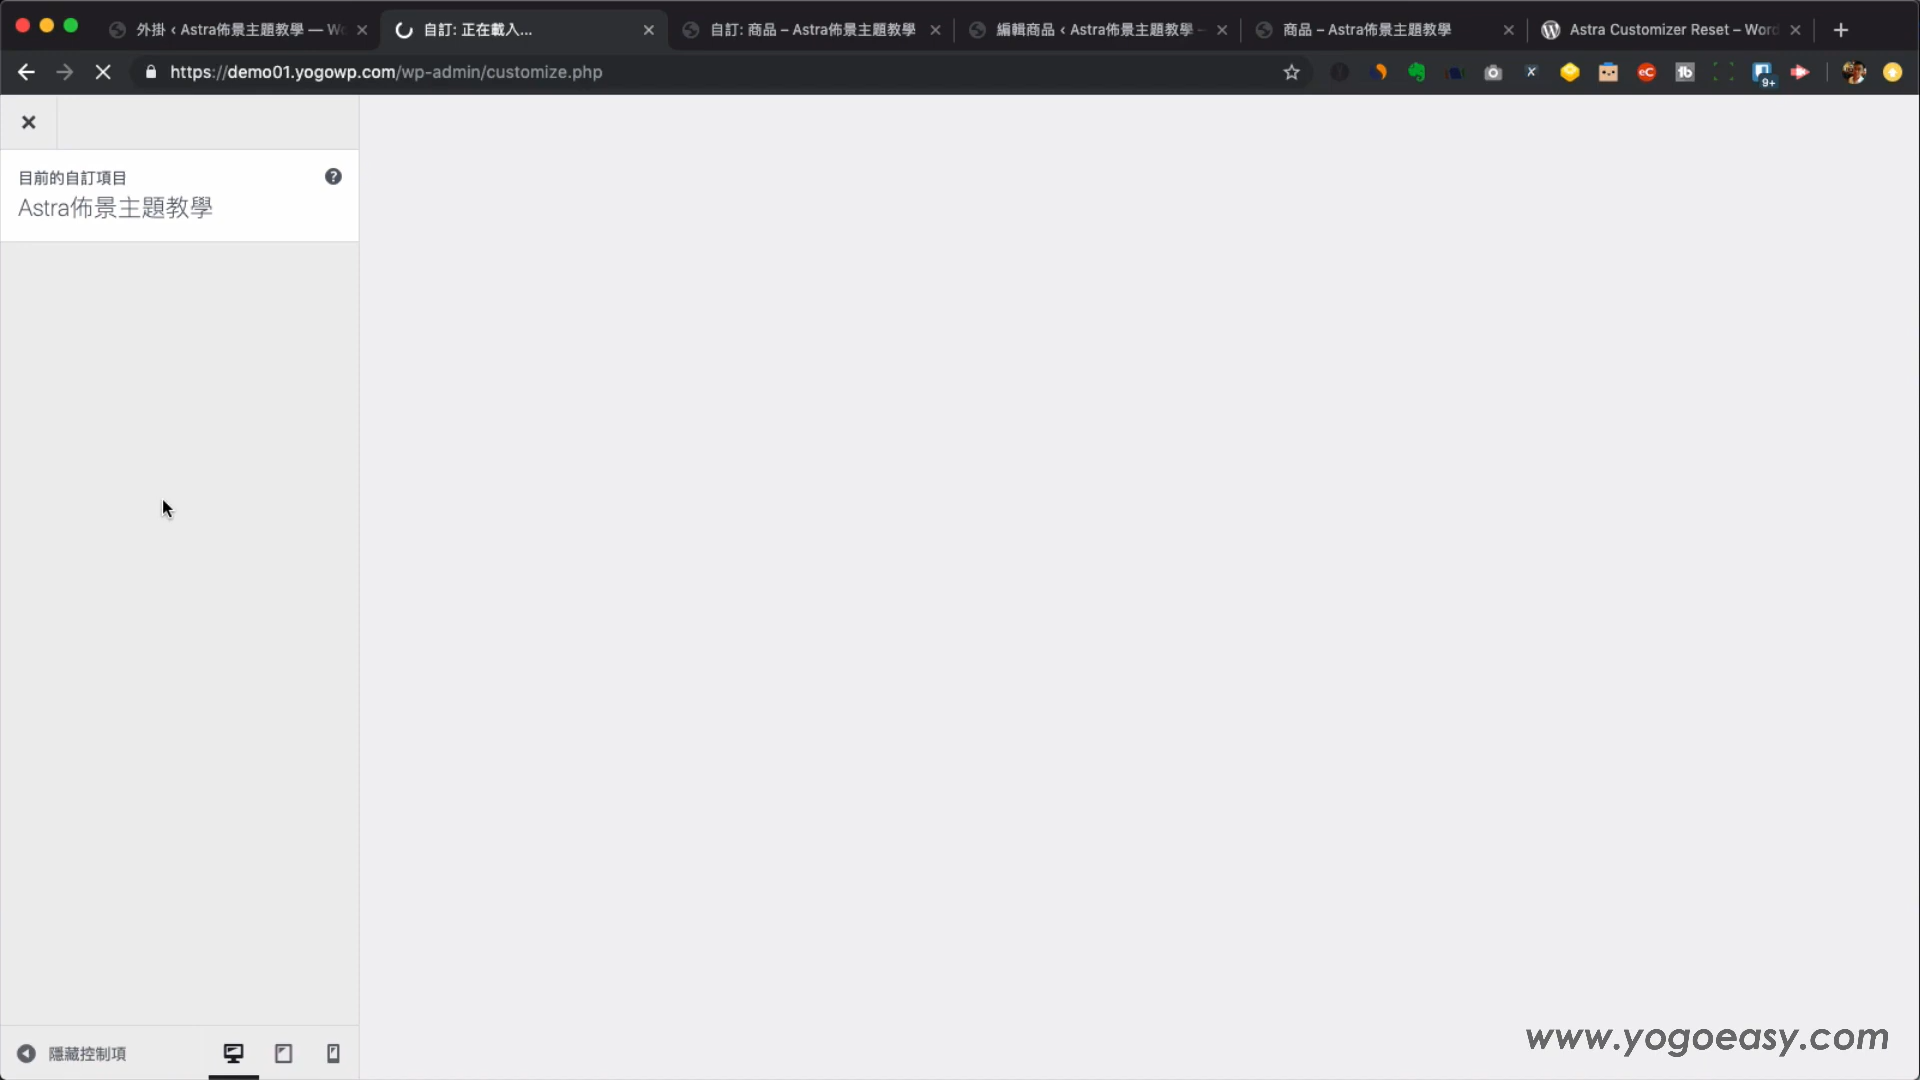 外掛 ‹ Astra佈景主題教學 — Wo
自訂: 正在載入...
自訂: 商品 – Astra佈景主題教學
編輯商品 ‹ Astra佈景主題教學 –
商品 – Astra佈景主題教學
Astra Customizer Reset – Word
https://demo01.yogowp.com/wp-admin/customize.php
eC
tb
9+
目前的自訂項目
Astra佈景主題教學
隱藏控制項
www.yogoeasy.com